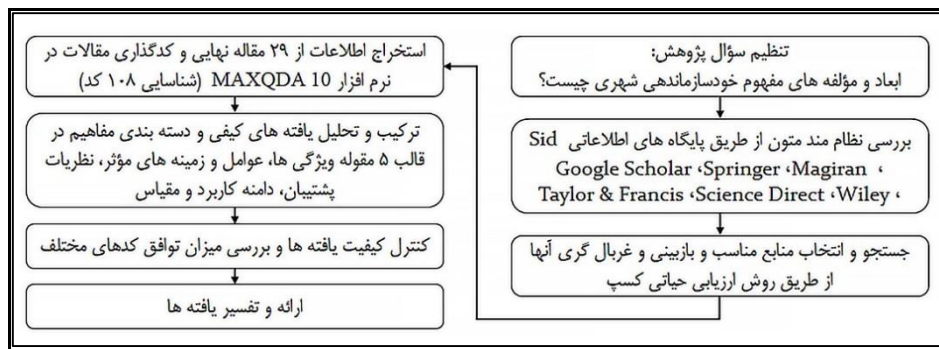 تنظیم سؤال پژوهش:
ابعاد و مؤلفه های مفهوم خودسازماندهی شهری چیست؟
بررسی نظام مند متون از طریق پایگاه های اطلاعاتی Sid
، Google Scholar ،Springer ،Magiran
، Taylor & Francis ،Science Direct ،Wiley
جستجو و انتخاب منابع مناسب و بازبینی و غربال گری آنها
از طریق روش ارزیابی حیاتی کسپ
استخراج اطلاعات از ۲۹ مقاله نهایی و کدگذاری مقالات در
نرم افزار MAXQDA 10 (شناسایی ۱۰۸ کد)
ترکیب و تحلیل یافته های کیفی و دسته بندی مفاهیم در
قالب ۵ مقوله ویژگی ها، عوامل و زمینه های مؤثر، نظریات
پشتیبان، دامنه کاربرد و مقیاس
کنترل کیفیت یافته ها و بررسی میزان توافق کدهای مختلف
ارائه و تفسیر یافته ها